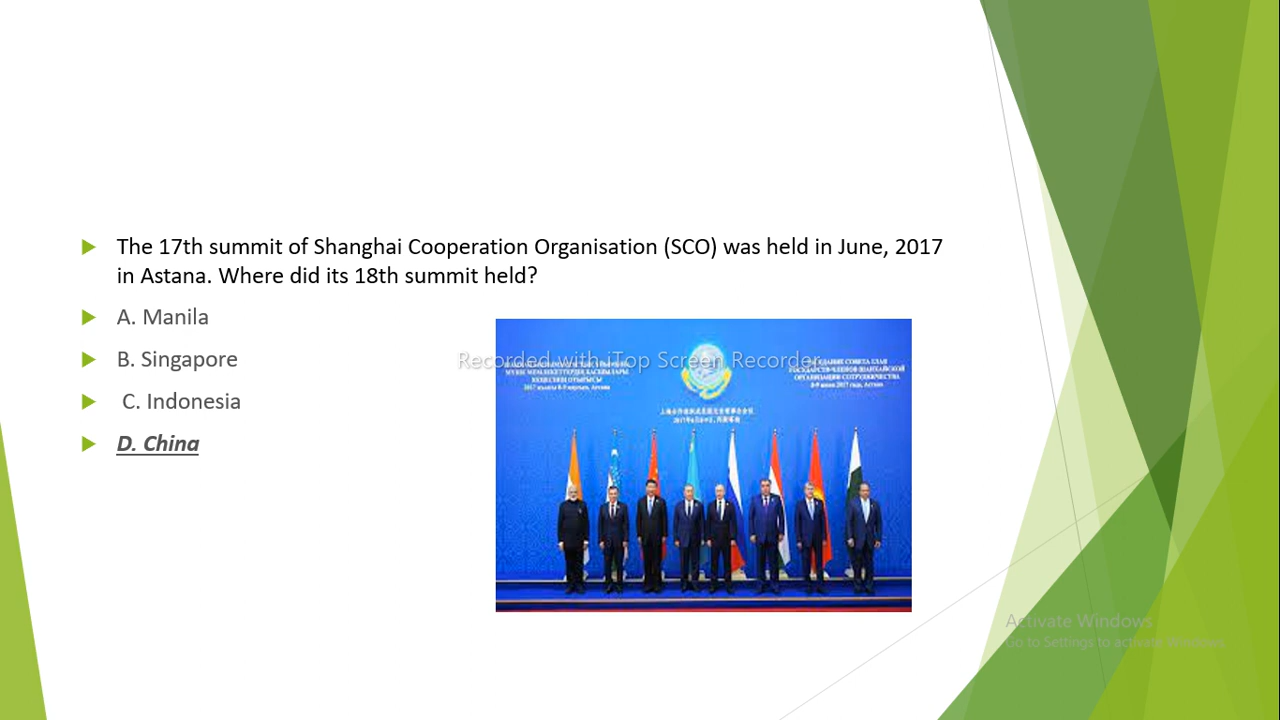 The 17th summit of Shanghai Cooperation Organisation (SCO) was held in June, 2017
in Astana. Where did its 18th summit held?
A. Manila
B. Singapore
C. Indonesia
D. China
Recorded with iTop Screen Recorder
Activate Windows
Go to Settings to activate Windows.